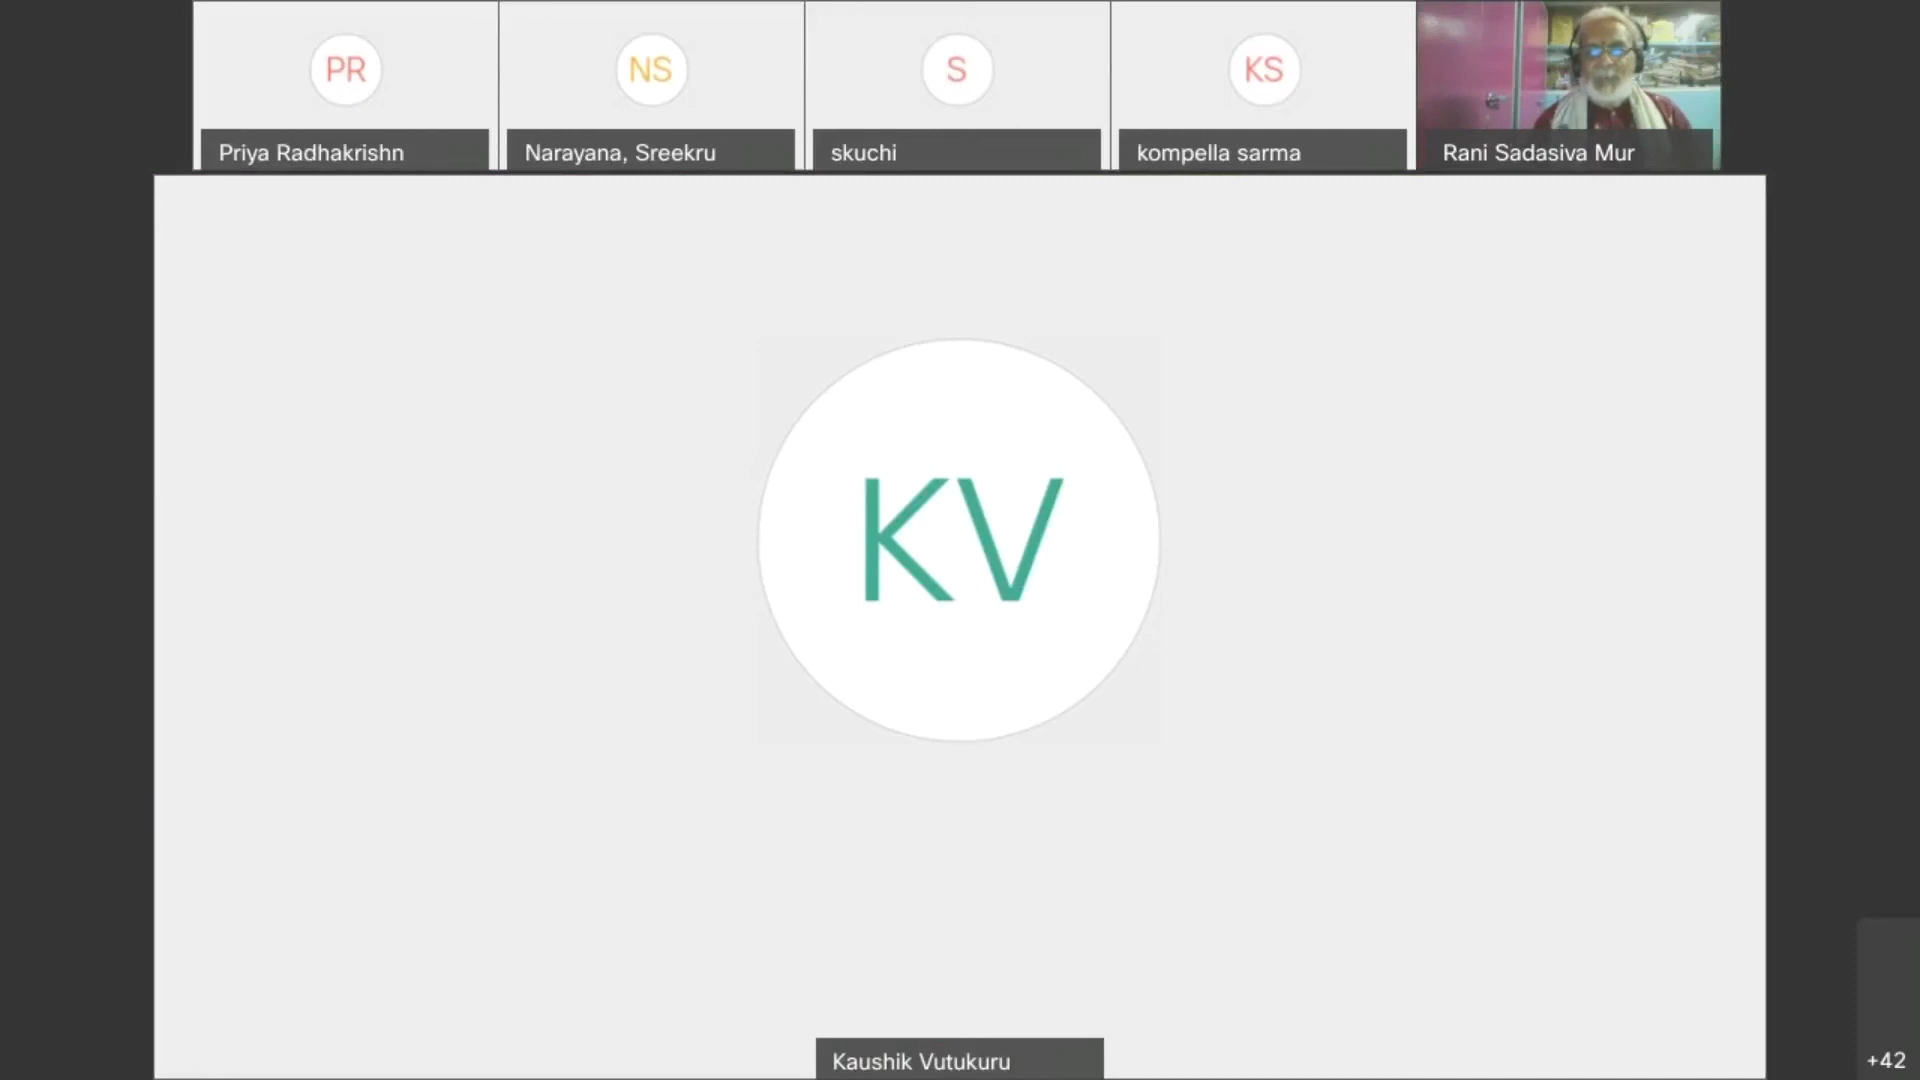 PR
NS
S
KS
Priya Radhakrishn
Narayana, Sreekru
skuchi
kompella sarma
Rani Sadasiva Mur
KV
Kaushik Vutukuru
+42